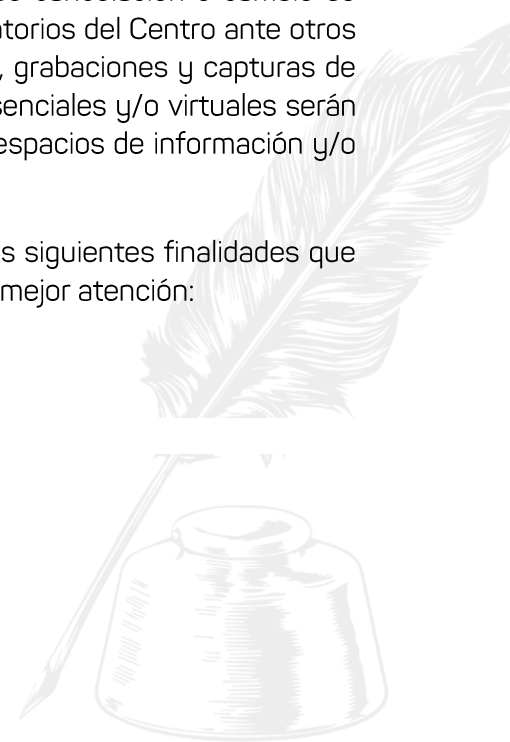 torios del Centro ante otros
, grabaciones y capturas de
senciales y/o virtuales serán
espacios de información y/o
s siguientes finalidades que
mejor atención: